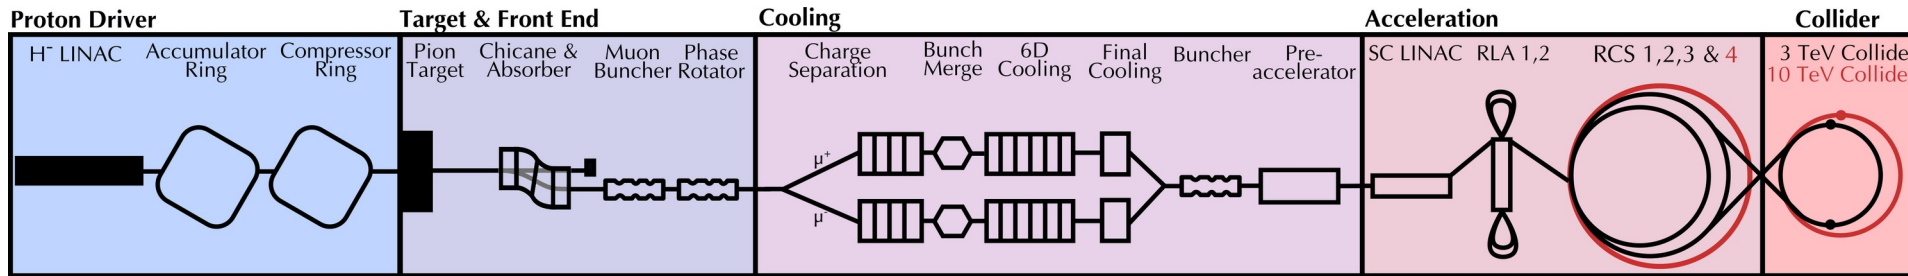 Proton Driver
Target & Front End
Cooling
Acceleration
Collider
H⁻ LINAC
Accumulator
Ring
Compressor
Ring
Pion
Target
Chicane &
Absorber
Muon
Buncher
Phase
Rotator
Charge
Separation
Bunch
Merge
6D
Cooling
Final
Cooling
Buncher
Pre-
accelerator
SC LINAC
RLA 1,2
RCS 1,2,3 & 4
3 TeV Collide
10 TeV Collide
μ⁺
μ⁻